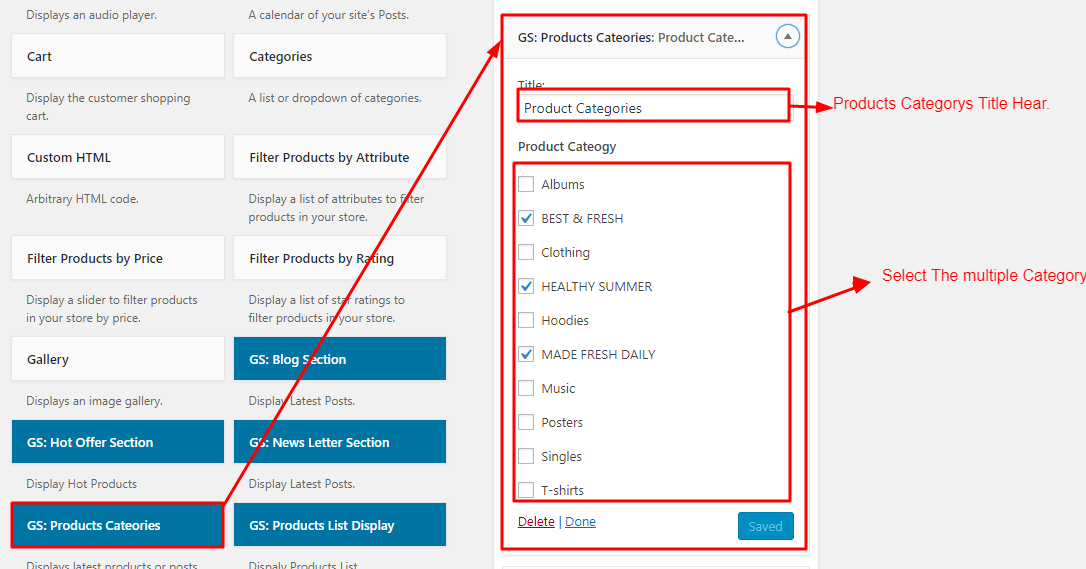 Displays an audio player.
A calendar of your site's Posts.
Cart
Categories
Display the customer shopping
cart.
A list or dropdown of categories.
Custom HTML
Filter Products by Attribute
Arbitrary HTML code.
Display a list of attributes to filter
products in your store.
Filter Products by Price
Filter Products by Rating
Display a slider to filter products
in your store by price.
Display a list of star ratings to
filter products in your store.
Gallery
GS: Blog Section
Displays an image gallery.
Display Latest Posts.
GS: Hot Offer Section
GS: News Letter Section
Display Hot Products
Display Latest Posts.
GS: Products Cateories
GS: Products List Display
Displays latest products or posts
Dispaly Products List
GS: Products Cateories: Product Cate...
Title:
Product Categories
Products Categorys Title Hear.
Product Cateogy
Albums
BEST & FRESH
Clothing
HEALTHY SUMMER
Hoodies
MADE FRESH DAILY
Music
Posters
Singles
T-shirts
Select The multiple Category
Delete | Done
Saved